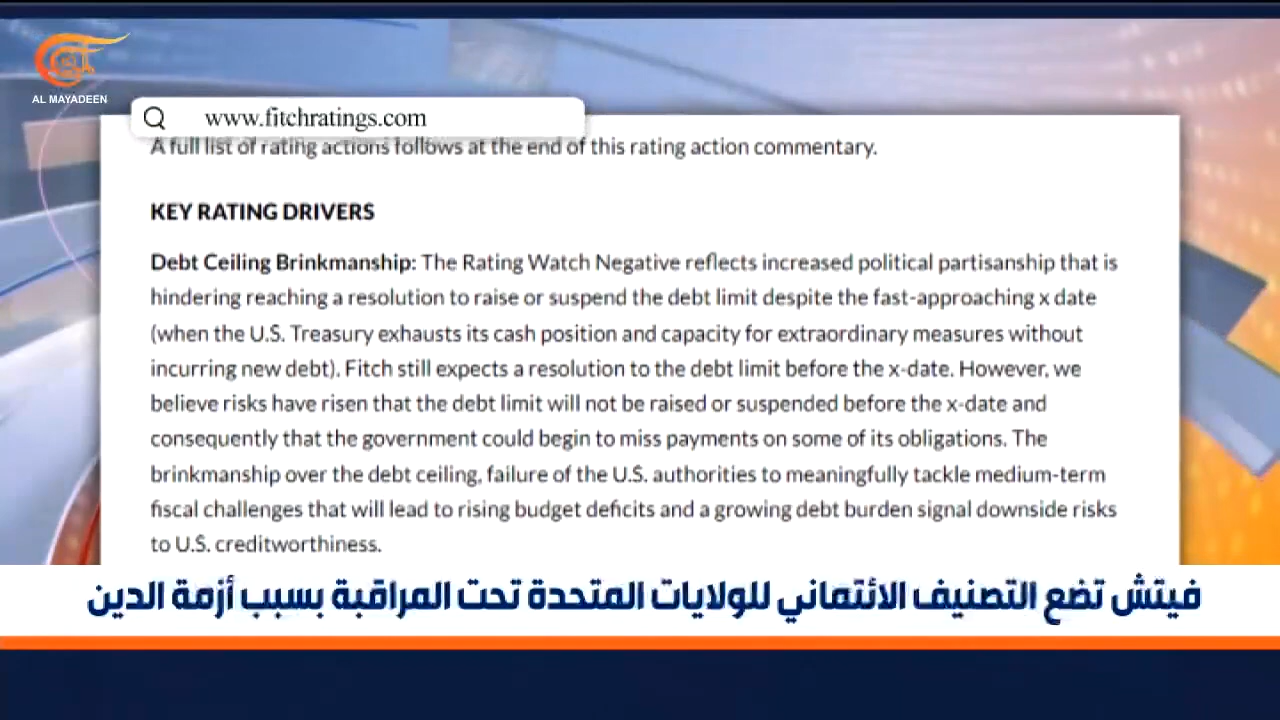 AL MAYADEEN
www.fitchratings.com
A full list of rating actions follows at the end of this rating action commentary.
KEY RATING DRIVERS
Debt Ceiling Brinkmanship: The Rating Watch Negative reflects increased political partisanship that is
hindering reaching a resolution to raise or suspend the debt limit despite the fast-approaching x date
(when the U.S. Treasury exhausts its cash position and capacity for extraordinary measures without
incurring new debt). Fitch still expects a resolution to the debt limit before the x-date. However, we
believe risks have risen that the debt limit will not be raised or suspended before the x-date and
consequently that the government could begin to miss payments on some of its obligations. The
brinkmanship over the debt ceiling, failure of the U.S. authorities to meaningfully tackle medium-term
fiscal challenges that will lead to rising budget deficits and a growing debt burden signal downside risks
to U.S. creditworthiness.
فيتش تضع التصنيف الائتماني للولايات المتحدة تحت المراقبة بسبب أزمة الدين